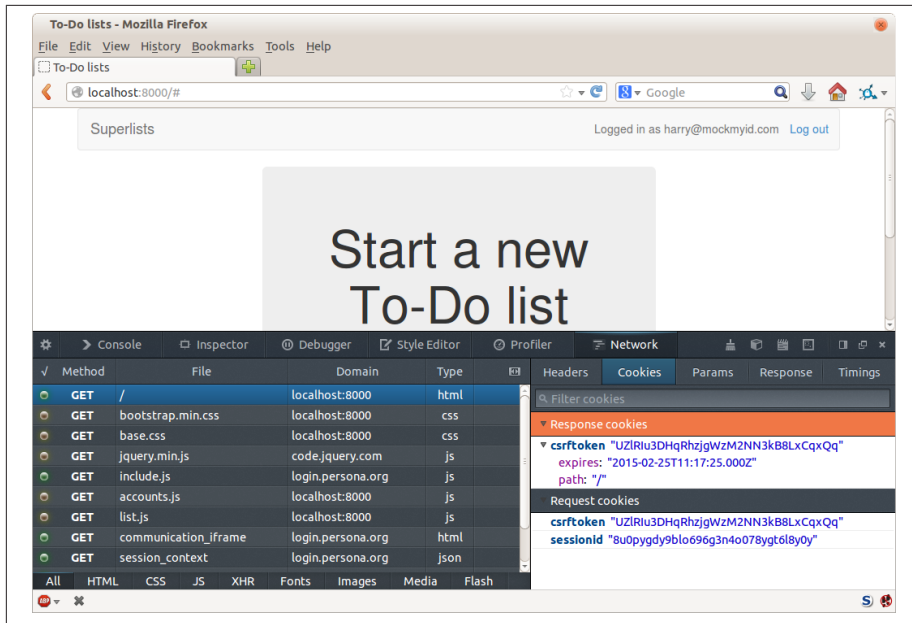 To-Do lists - Mozilla Firefox
File Edit View History Bookmarks Tools Help
To-Do lists
localhost:8000/#
Google
Superlists
Logged in as harry@mockmyid.com Log out
Start a new
To-Do list
Console Inspector Debugger Style Editor Profiler Network
√ Method File Domain Type
Headers Cookies Params Response Timings
GET / localhost:8000 html
GET bootstrap.min.css localhost:8000 css
GET base.css localhost:8000 css
GET jquery.min.js code.jquery.com js
GET include.js login.persona.org js
GET accounts.js localhost:8000 js
GET list.js localhost:8000 js
GET communication_iframe login.persona.org html
GET session_context login.persona.org json
All HTML CSS JS XHR Fonts Images Media Flash
Filter cookies
Response cookies
csrftoken "UZlRIu3DHqRhzjgWzM2NN3kB8LxCqxQq"
expires: "2015-02-25T11:17:25.000Z"
path: "/"
Request cookies
csrftoken "UZlRIu3DHqRhzjgWzM2NN3kB8LxCqxQq"
sessionid "8u0pygdy9blo696g3n4o078ygt6l8y0y"
ABP
S